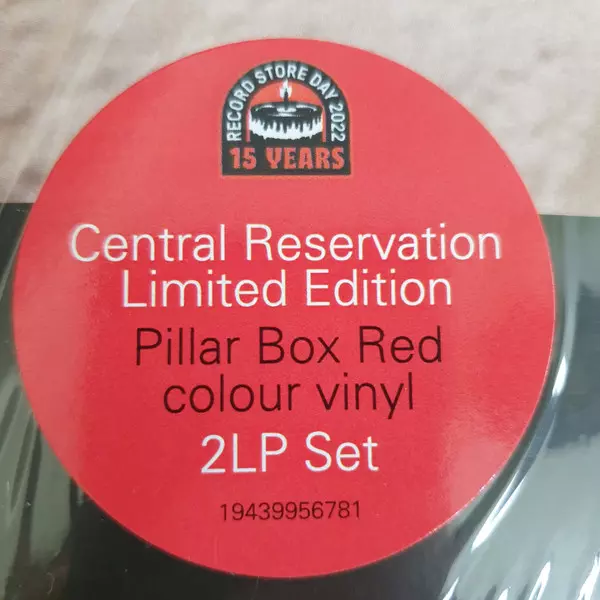 RECORD STORE DAY 2022
15 YEARS
Central Reservation
Limited Edition
Pillar Box Red
colour vinyl
2LP Set
19439956781